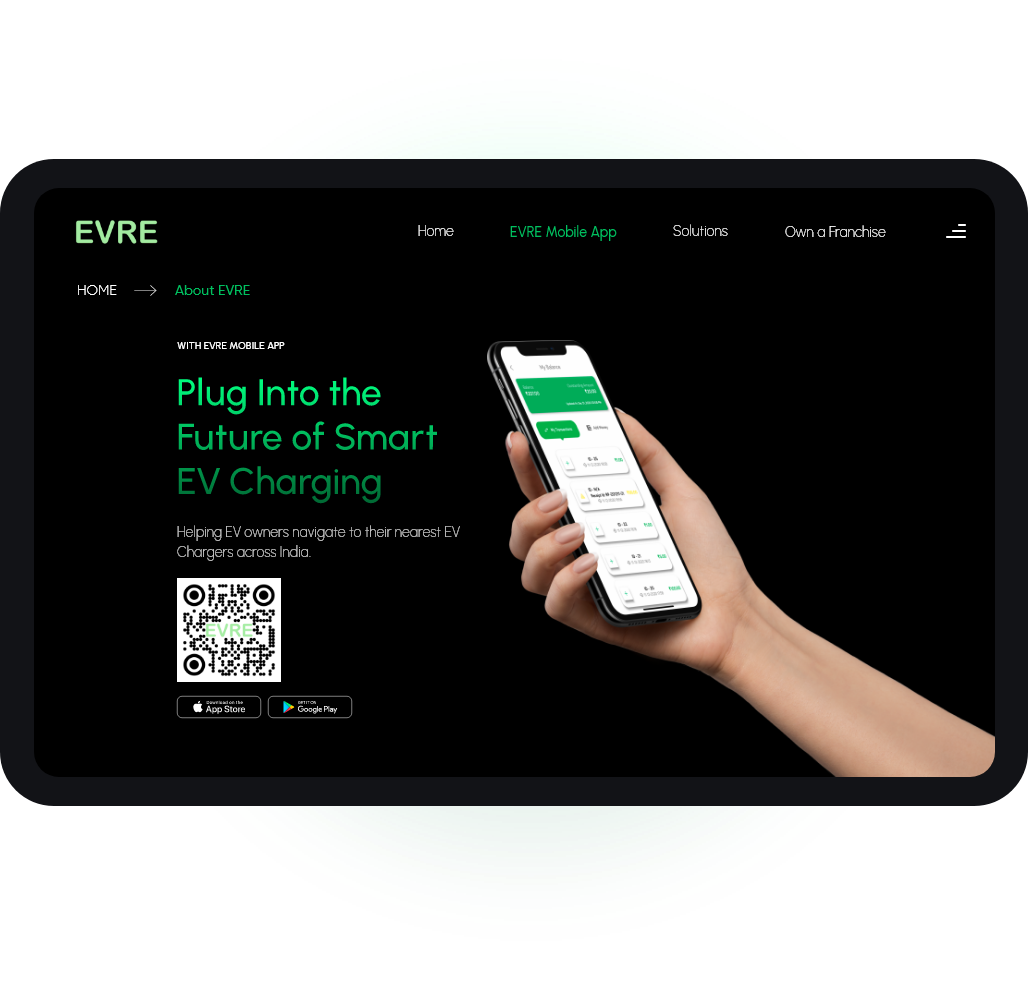 EVRE
Home
EVRE Mobile App
Solutions
Own a Franchise
HOME
About EVRE
WITH EVRE MOBILE APP
Plug Into the
Future of Smart
EV Charging
Helping EV owners navigate to their nearest EV
Chargers across India.
EVRE
Download on the
App Store
GET IT ON
Google Play
My Balance